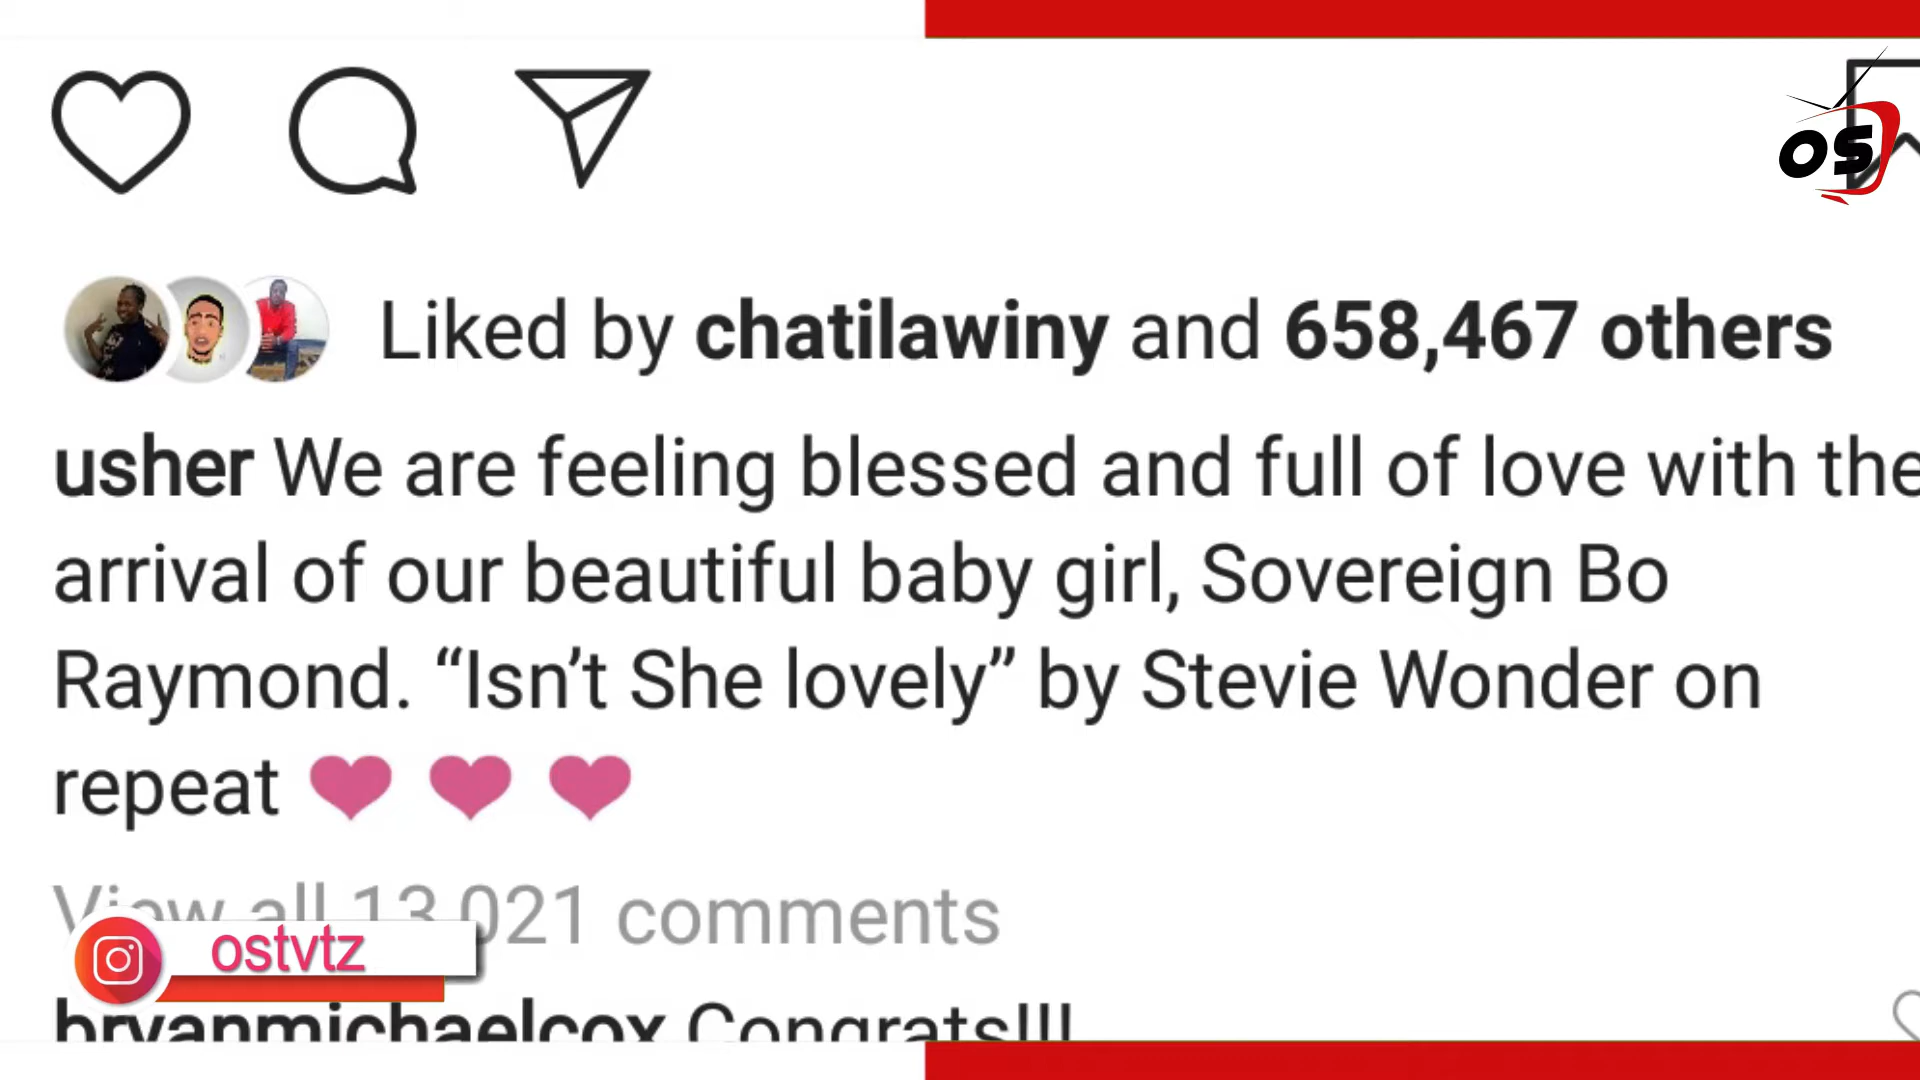 OS
Liked by chatilawiny and 658,467 others
usher We are feeling blessed and full of love with the
arrival of our beautiful baby girl, Sovereign Bo
Raymond. “Isn’t She lovely” by Stevie Wonder on
repeat
View all 13,021 comments
ostvtz
bryanmichaelcox Congrats!!!